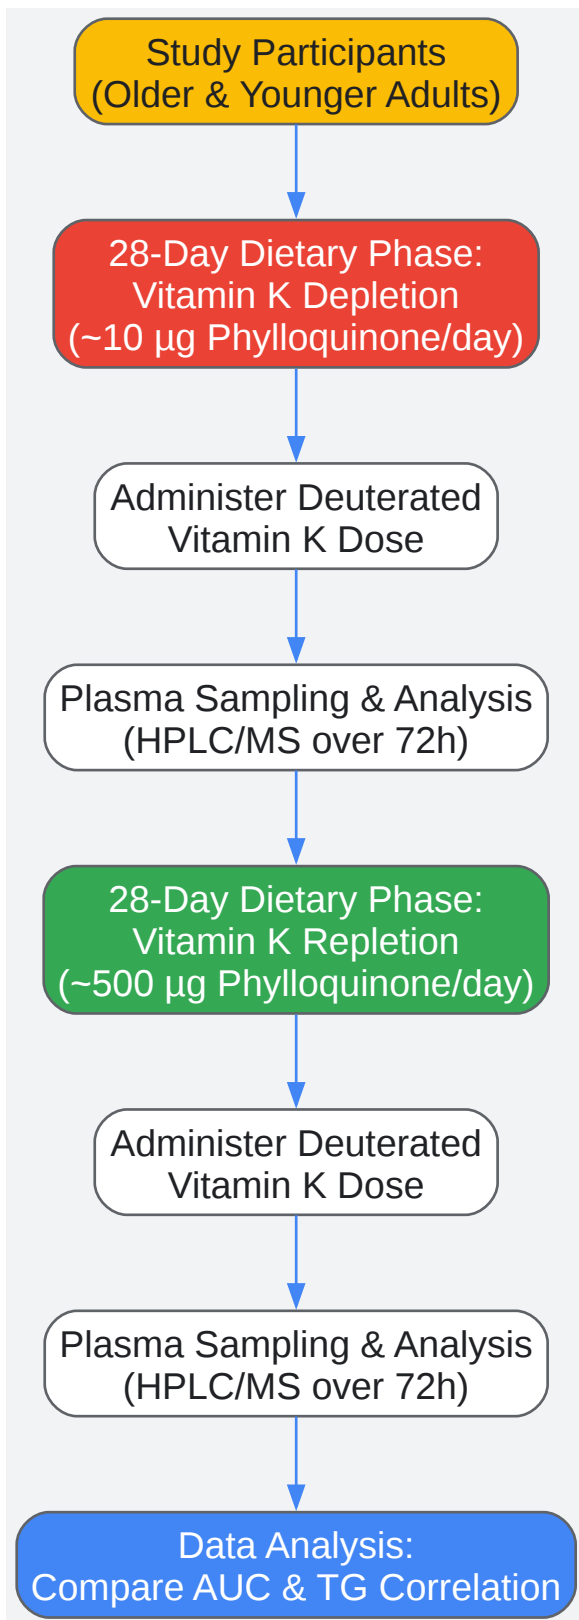 Study Participants
(Older & Younger Adults)
28-Day Dietary Phase:
Vitamin K Depletion
(~10 µg Phylloquinone/day)
Administer Deuterated
Vitamin K Dose
Plasma Sampling & Analysis
(HPLC/MS over 72h)
28-Day Dietary Phase:
Vitamin K Repletion
(~500 µg Phylloquinone/day)
Administer Deuterated
Vitamin K Dose
Plasma Sampling & Analysis
(HPLC/MS over 72h)
Data Analysis:
Compare AUC & TG Correlation